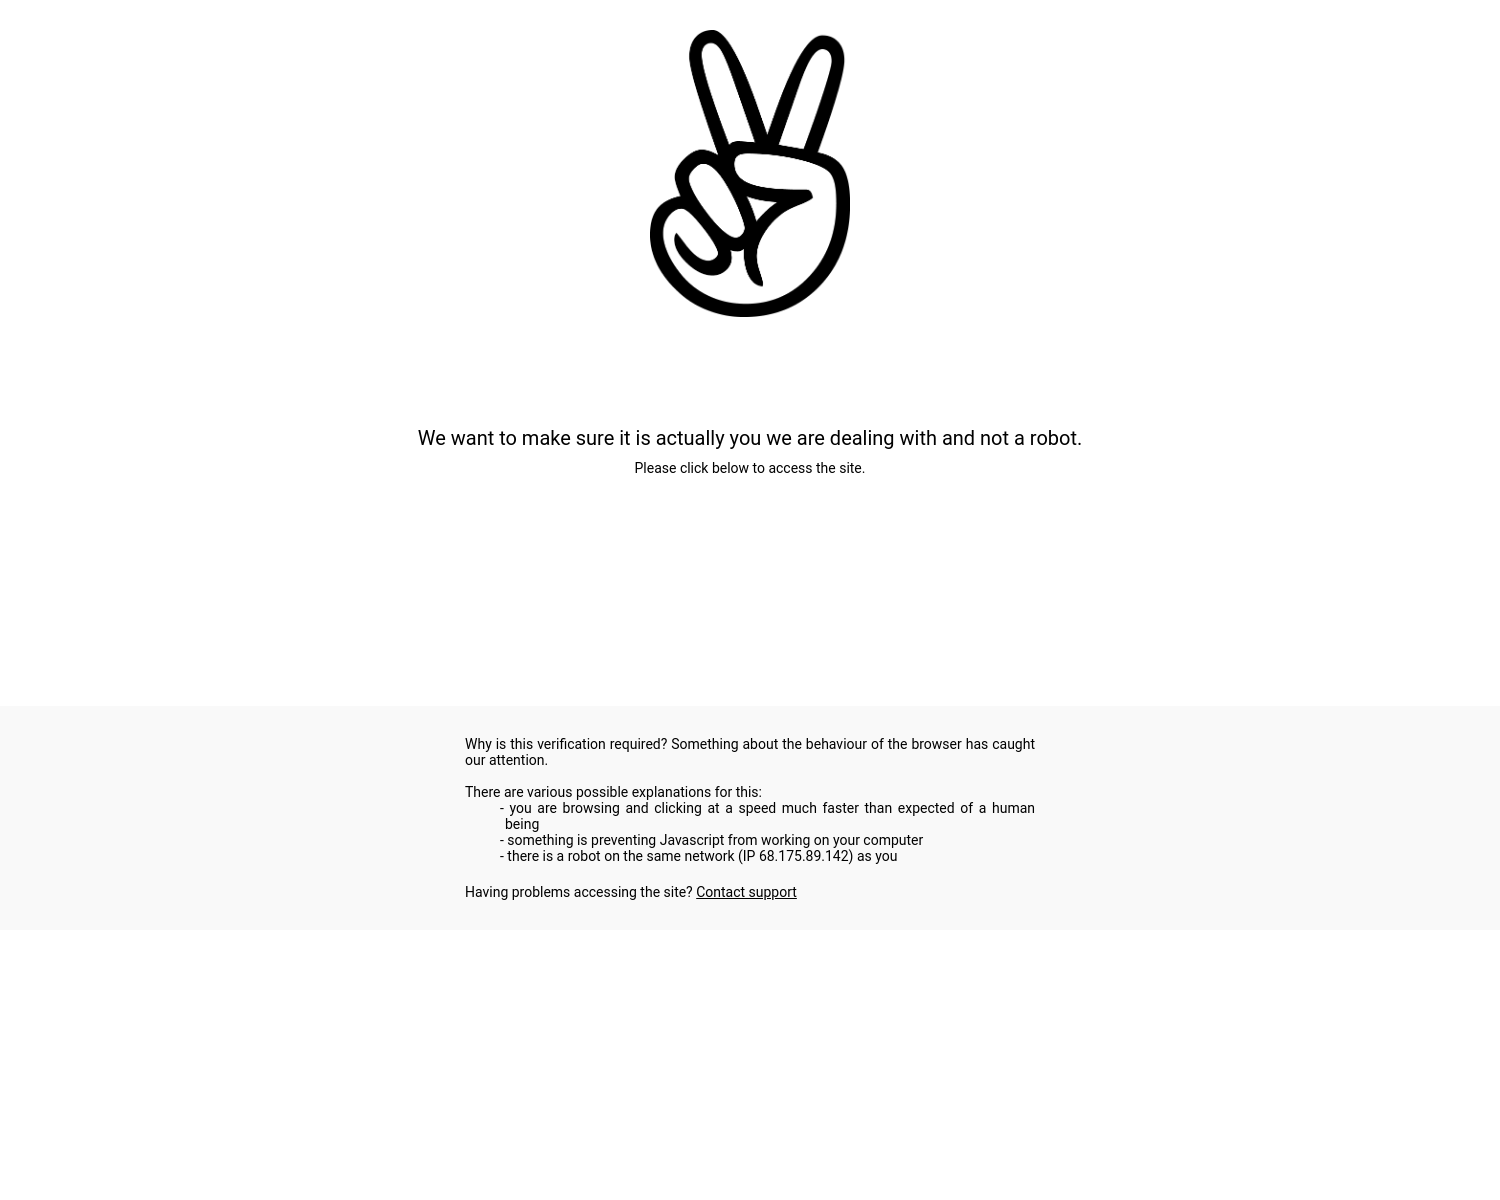 We want to make sure it is actually you we are dealing with and not a robot.
Please click below to access the site.
Why is this verification required? Something about the behaviour of the browser has caught
our attention.
There are various possible explanations for this:
- you are browsing and clicking at a speed much faster than expected of a human
being
- something is preventing Javascript from working on your computer
- there is a robot on the same network (IP 68.175.89.142) as you
Having problems accessing the site? Contact support